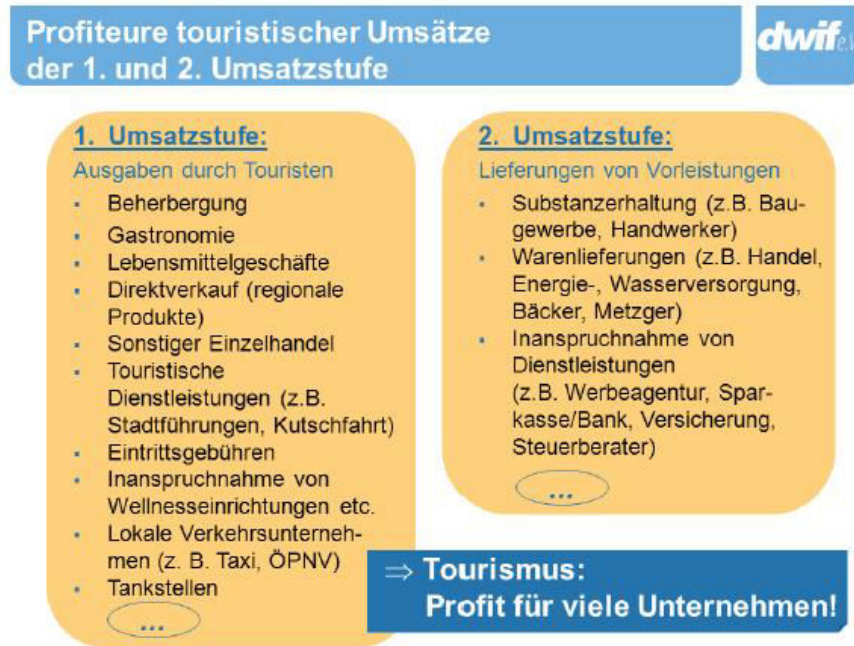 Profiteure touristischer Umsätze
der 1. und 2. Umsatzstufe
dwif e.V.
1. Umsatzstufe:
Ausgaben durch Touristen
▪ Beherbergung
▪ Gastronomie
▪ Lebensmittelgeschäfte
▪ Direktverkauf (regionale
Produkte)
▪ Sonstiger Einzelhandel
▪ Touristische
Dienstleistungen (z.B.
Stadtführungen, Kutschfahrt)
▪ Eintrittsgebühren
▪ Inanspruchnahme von
Wellnesseinrichtungen etc.
▪ Lokale Verkehrsunterneh-
men (z. B. Taxi, ÖPNV)
▪ Tankstellen
...
2. Umsatzstufe:
Lieferungen von Vorleistungen
▪ Substanzerhaltung (z.B. Bau-
gewerbe, Handwerker)
▪ Warenlieferungen (z.B. Handel,
Energie-, Wasserversorgung,
Bäcker, Metzger)
▪ Inanspruchnahme von
Dienstleistungen
(z.B. Werbeagentur, Spar-
kasse/Bank, Versicherung,
Steuerberater)
...
⇒ Tourismus:
Profit für viele Unternehmen!